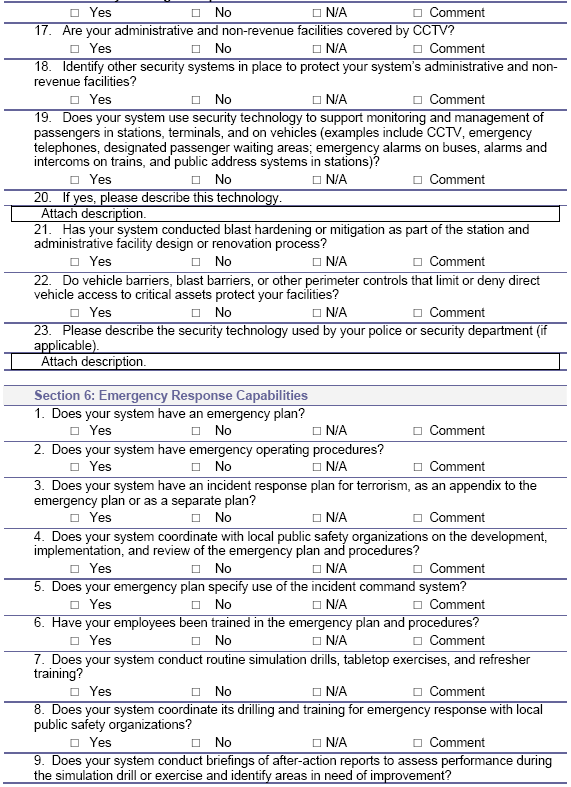 □ Yes □ No □ N/A □ Comment
17. Are your administrative and non-revenue facilities covered by CCTV?
□ Yes □ No □ N/A □ Comment
18. Identify other security systems in place to protect your system's administrative and non-
revenue facilities?
□ Yes □ No □ N/A □ Comment
19. Does your system use security technology to support monitoring and management of
passengers in stations, terminals, and on vehicles (examples include CCTV, emergency
telephones, designated passenger waiting areas; emergency alarms on buses, alarms and
intercoms on trains, and public address systems in stations)?
□ Yes □ No □ N/A □ Comment
20. If yes, please describe this technology.
Attach description.
21. Has your system conducted blast hardening or mitigation as part of the station and
administrative facility design or renovation process?
□ Yes □ No □ N/A □ Comment
22. Do vehicle barriers, blast barriers, or other perimeter controls that limit or deny direct
vehicle access to critical assets protect your facilities?
□ Yes □ No □ N/A □ Comment
23. Please describe the security technology used by your police or security department (if
applicable).
Attach description.
Section 6: Emergency Response Capabilities
1. Does your system have an emergency plan?
□ Yes □ No □ N/A □ Comment
2. Does your system have emergency operating procedures?
□ Yes □ No □ N/A □ Comment
3. Does your system have an incident response plan for terrorism, as an appendix to the
emergency plan or as a separate plan?
□ Yes □ No □ N/A □ Comment
4. Does your system coordinate with local public safety organizations on the development,
implementation, and review of the emergency plan and procedures?
□ Yes □ No □ N/A □ Comment
5. Does your emergency plan specify use of the incident command system?
□ Yes □ No □ N/A □ Comment
6. Have your employees been trained in the emergency plan and procedures?
□ Yes □ No □ N/A □ Comment
7. Does your system conduct routine simulation drills, tabletop exercises, and refresher
training?
□ Yes □ No □ N/A □ Comment
8. Does your system coordinate its drilling and training for emergency response with local
public safety organizations?
□ Yes □ No □ N/A □ Comment
9. Does your system conduct briefings of after-action reports to assess performance during
the simulation drill or exercise and identify areas in need of improvement?